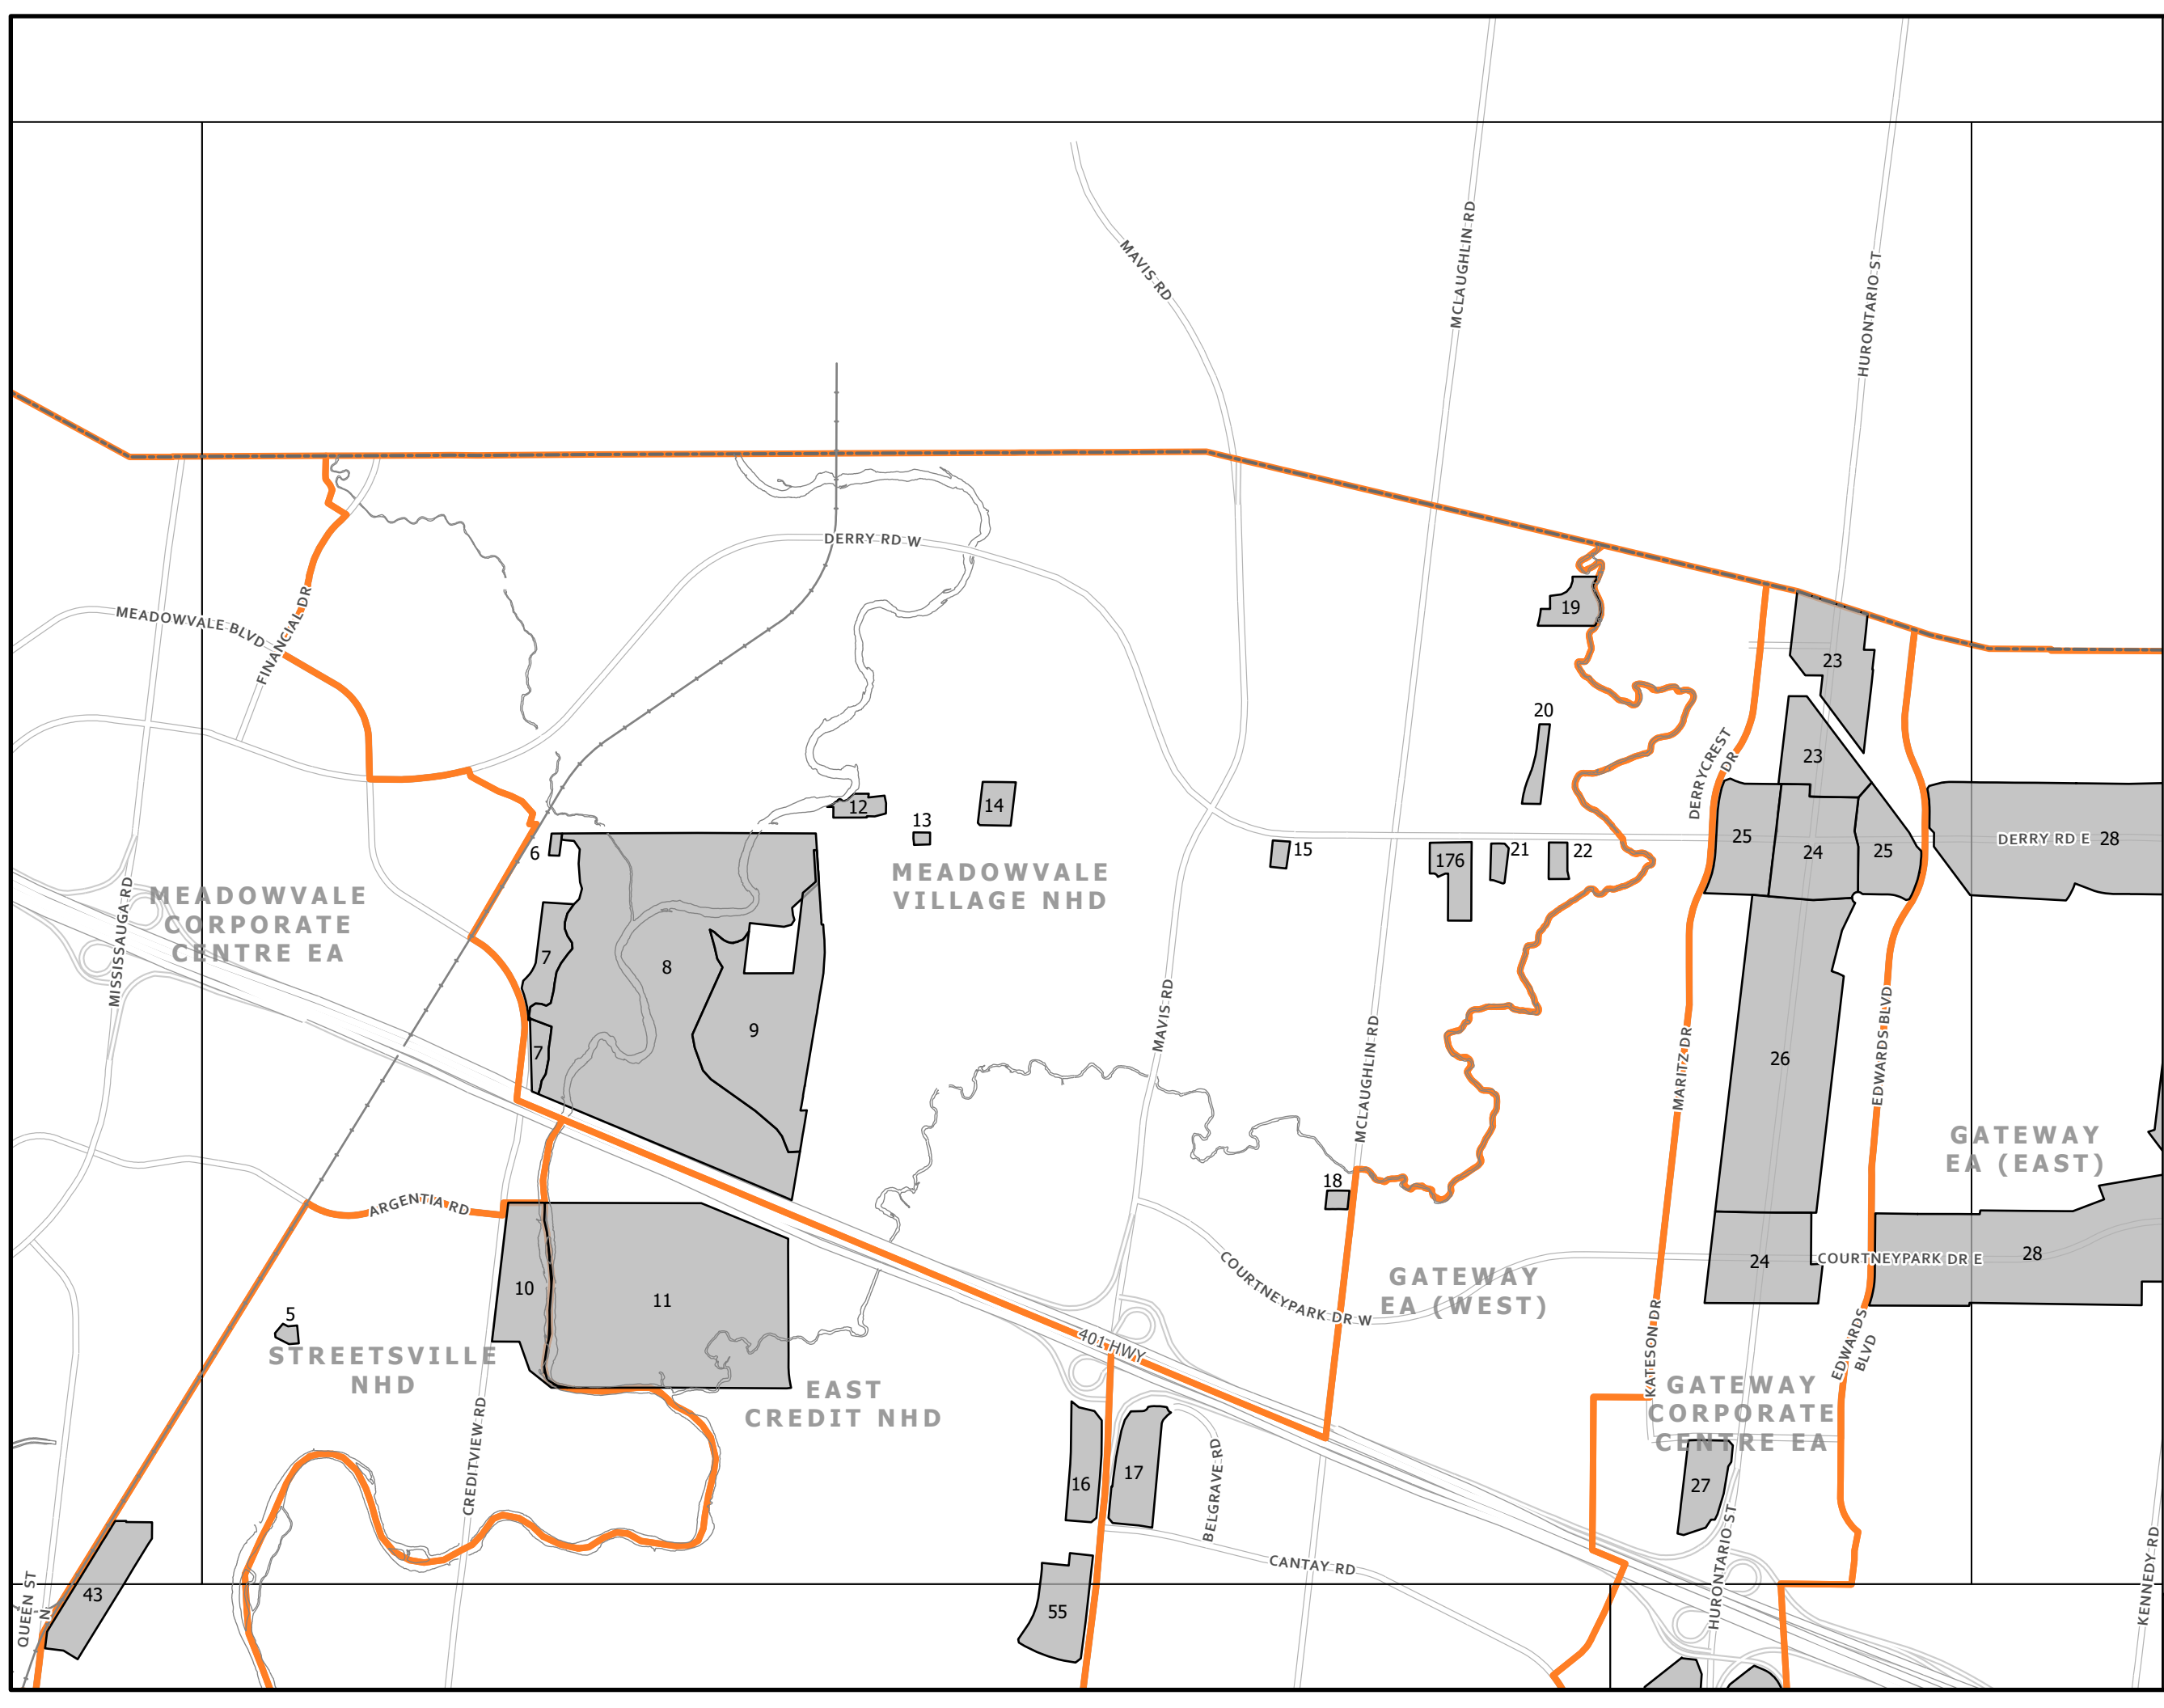 MAVIS RD
MCLAUGHLIN RD
HURONTARIO ST
DERRY RD W
MEADOWVALE BLVD
FINANCIAL DR
19
23
20
23
DERRYCREST
DR
12
13
14
6
15
176
21
22
25
24
25
DERRY RD E
28
MEADOWVALE
VILLAGE NHD
MEADOWVALE
CORPORATE
CENTRE EA
MISSISSAUGA RD
7
8
9
7
MAVIS RD
MCLAUGHLIN RD
MARITZ DR
26
EDWARDS BLVD
GATEWAY
EA (EAST)
18
ARGENTIA RD
10
11
5
STREETSVILLE
NHD
EAST
CREDIT NHD
COURTNEYPARK DR W
GATEWAY
EA (WEST)
24
COURTNEYPARK DR E
28
401 HWY
KATESON DR
EDWARDS
BLVD
GATEWAY
CORPORATE
CENTRE EA
CREDITVIEW RD
16
17
BELGRAVE RD
27
HURONTARIO ST
CANTAY RD
KENNEDY RD
43
QUEEN ST
N
55